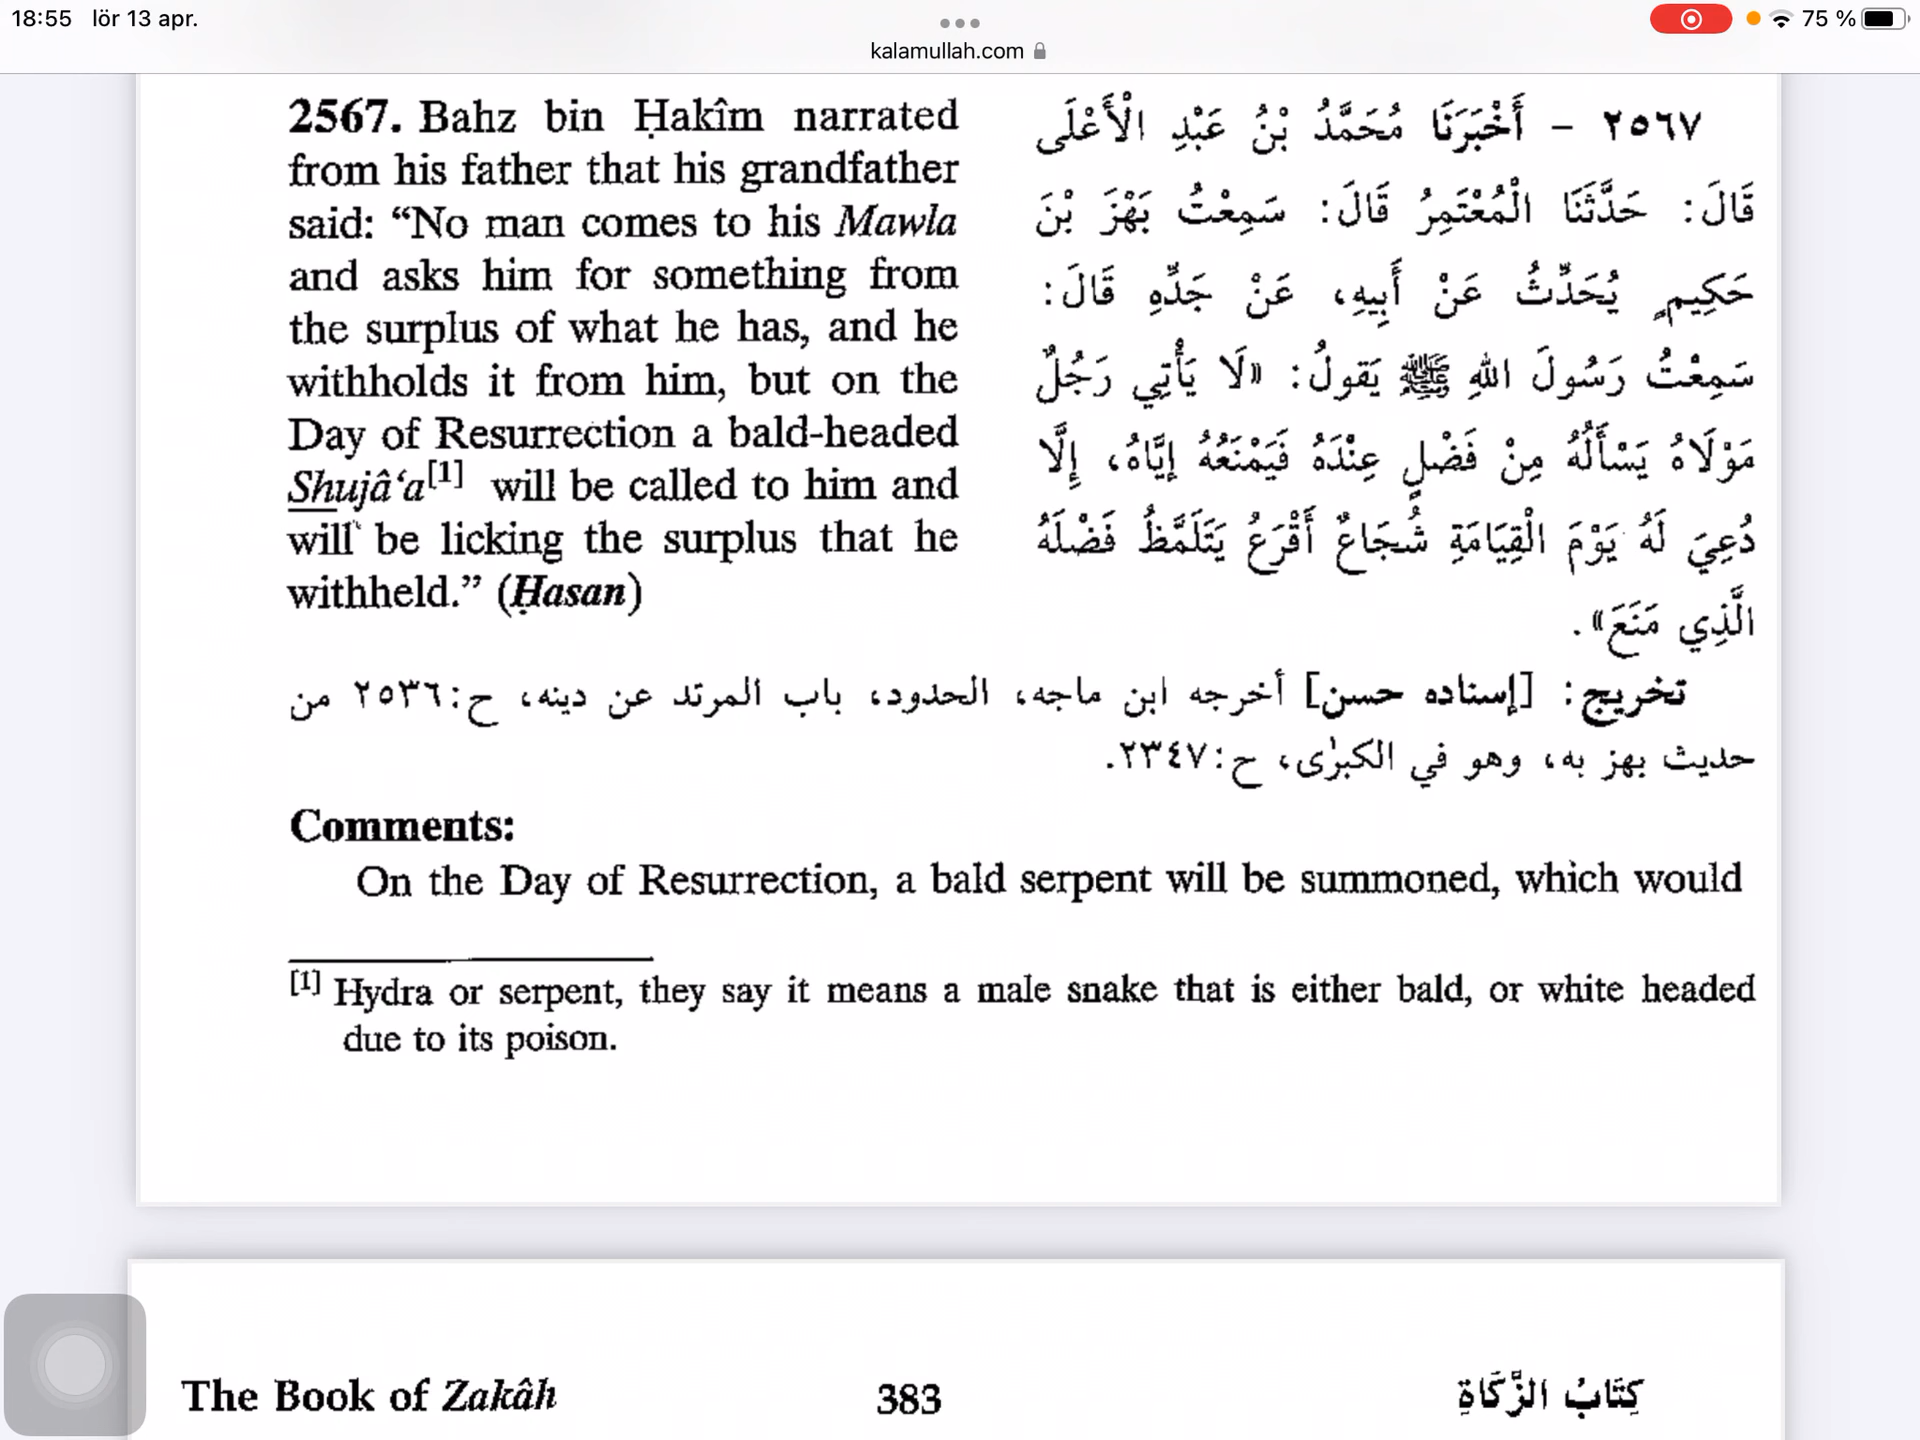 18:55 lör 13 apr.
75 %
kalamullah.com
2567. Bahz bin Ḥakîm narrated
from his father that his grandfather
said: “No man comes to his Mawla
and asks him for something from
the surplus of what he has, and he
withholds it from him, but on the
Day of Resurrection a bald-headed
Shujâ‘a[1] will be called to him and
will be licking the surplus that he
withheld.” (Ḥasan)
٢٥٦٧ - أَخْبَرَنَا مُحَمَّدُ بْنُ عَبْدِ الْأَعْلَى
قَالَ: حَدَّثَنَا الْمُعْتَمِرُ قَالَ: سَمِعْتُ بَهْزَ بْنَ
حَكِيمٍ يُحَدِّثُ عَنْ أَبِيهِ، عَنْ جَدِّهِ قَالَ:
سَمِعْتُ رَسُولَ اللهِ ﷺ يَقُولُ: «لَا يَأْتِي رَجُلٌ
مَوْلَاهُ يَسْأَلُهُ مِنْ فَضْلٍ عِنْدَهُ فَيَمْنَعُهُ إِيَّاهُ، إِلَّا
دُعِيَ لَهُ يَوْمَ الْقِيَامَةِ شُجَاعٌ أَقْرَعُ يَتَلَمَّظُ فَضْلَهُ
الَّذِي مَنَعَ».
تخريج: [إسناده حسن] أخرجه ابن ماجه، الحدود، باب المرتد عن دينه، ح:٢٥٣٦ من
حديث بهز به، وهو في الكبرٰى، ح:٢٣٤٧.
Comments:
On the Day of Resurrection, a bald serpent will be summoned, which would
[1] Hydra or serpent, they say it means a male snake that is either bald, or white headed
due to its poison.
The Book of Zakâh 383 كِتَابُ الزَّكَاةِ